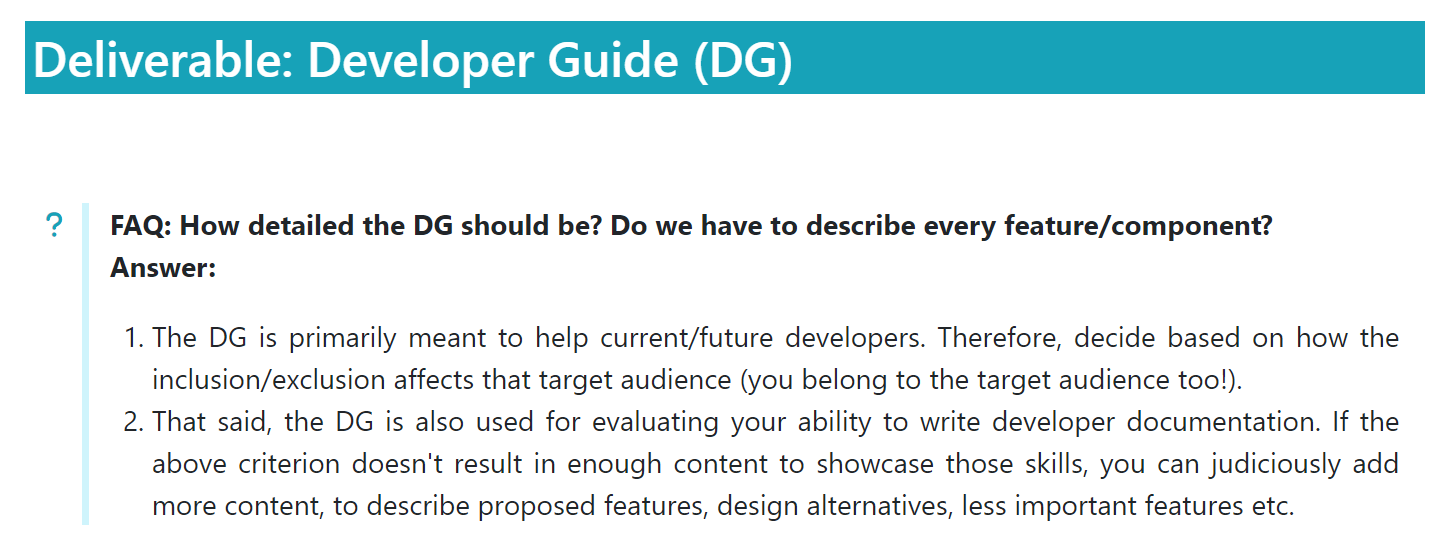 Deliverable: Developer Guide (DG)
? FAQ: How detailed the DG should be? Do we have to describe every feature/component?
Answer:
1. The DG is primarily meant to help current/future developers. Therefore, decide based on how the
inclusion/exclusion affects that target audience (you belong to the target audience too!).
2. That said, the DG is also used for evaluating your ability to write developer documentation. If the
above criterion doesn't result in enough content to showcase those skills, you can judiciously add
more content, to describe proposed features, design alternatives, less important features etc.